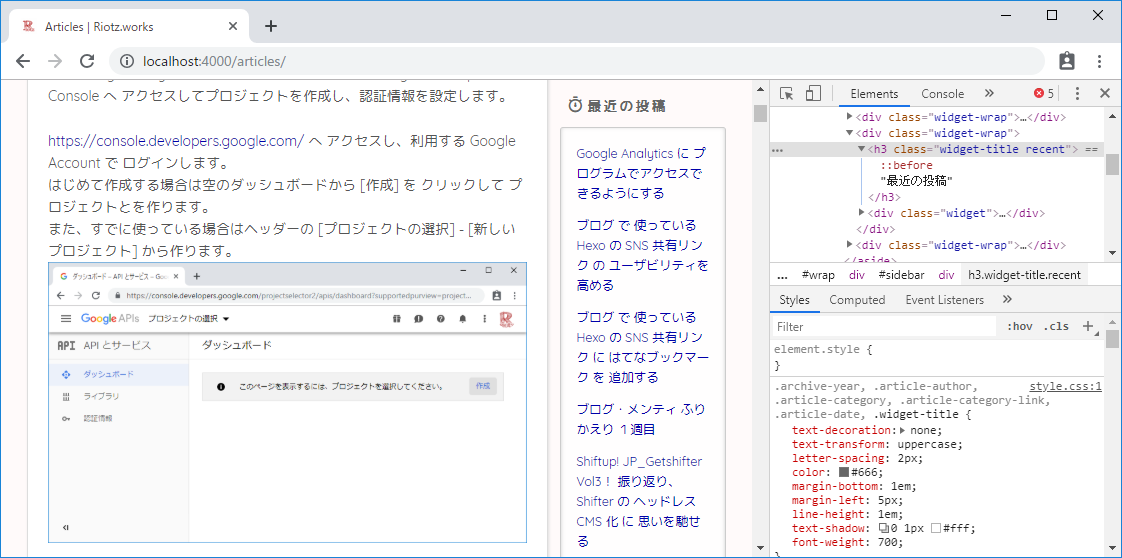 Articles | Riotz.works
localhost:4000/articles/
Console へ アクセスしてプロジェクトを作成し、認証情報を設定します。
https://console.developers.google.com/ へ アクセスし、利用する Google
Account で ログインします。
はじめて作成する場合は空のダッシュボードから [作成] を クリックして プ
ロジェクトとを作ります。
また、すでに使っている場合はヘッダーの [プロジェクトの選択] - [新しい
プロジェクト] から作ります。
ダッシュボード – API とサービス – Goo
https://console.developers.google.com/projectselector2/apis/dashboard?supportedpurview=project...
Google APIs プロジェクトの選択
API API とサービス
ダッシュボード
ダッシュボード
ライブラリ
認証情報
このページを表示するには、プロジェクトを選択してください。 作成
最近の投稿
Google Analytics に プ
ログラムでアクセスで
きるようにする
ブログ で 使っている
Hexo の SNS 共有リン
ク の ユーザビリティを
高める
ブログ で 使っている
Hexo の SNS 共有リン
ク に はてなブックマー
ク を 追加する
ブログ・メンティ ふり
かえり 1 週目
Shiftup! JP_Getshifter
Vol3！ 振り返り、
Shifter の ヘッドレス
CMS 化 に 思いを馳せ
る
Elements Console » 5
<div class="widget-wrap">…</div>
<div class="widget-wrap">
<h3 class="widget-title recent"> ==
::before
"最近の投稿"
</h3>
<div class="widget">…</div>
</div>
<div class="widget-wrap">…</div>
</aside>
... #wrap div #sidebar div h3.widget-title.recent
Styles Computed Event Listeners »
Filter :hov .cls +
element.style {
}
.archive-year, .article-author, style.css:1
.article-category, .article-category-link,
.article-date, .widget-title {
text-decoration: none;
text-transform: uppercase;
letter-spacing: 2px;
color: #666;
margin-bottom: 1em;
margin-left: 5px;
line-height: 1em;
text-shadow: 0 1px #fff;
font-weight: 700;
}